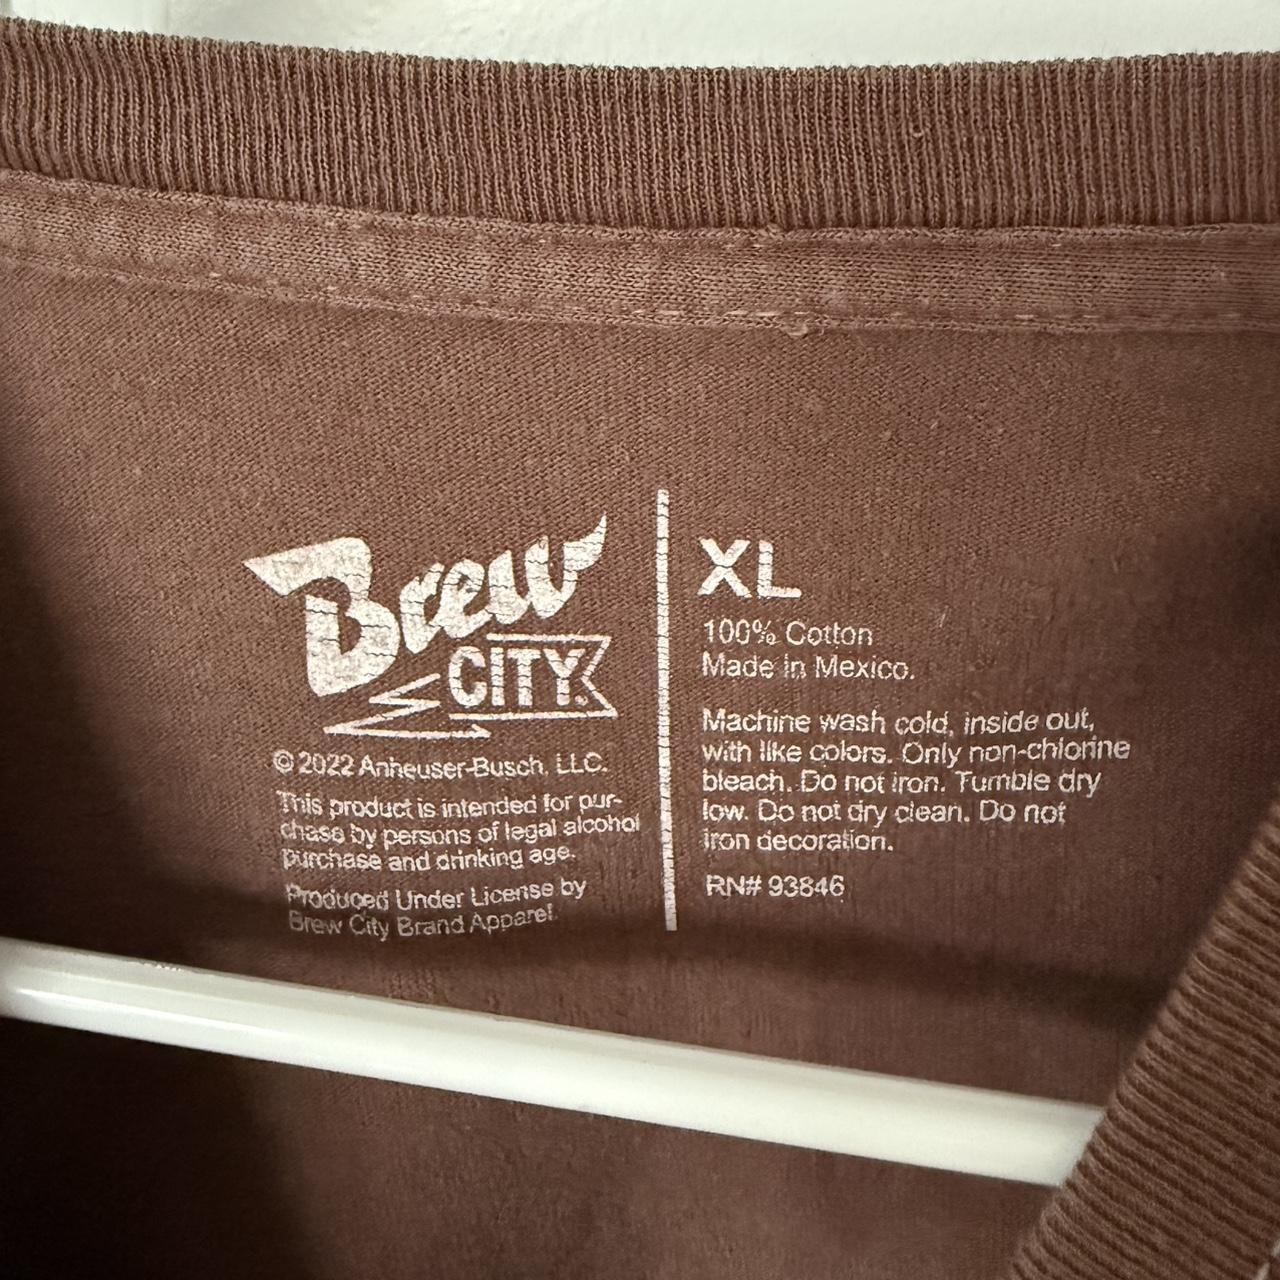 Brew
CITY
© 2022 Anheuser-Busch, LLC.
This product is intended for pur-
chase by persons of legal alcohol
purchase and drinking age.
Produced Under License by
Brew City Brand Apparel.
XL
100% Cotton
Made in Mexico.
Machine wash cold, inside out,
with like colors. Only non-chlorine
bleach. Do not iron. Tumble dry
low. Do not dry clean. Do not
iron decoration.
RN# 93846